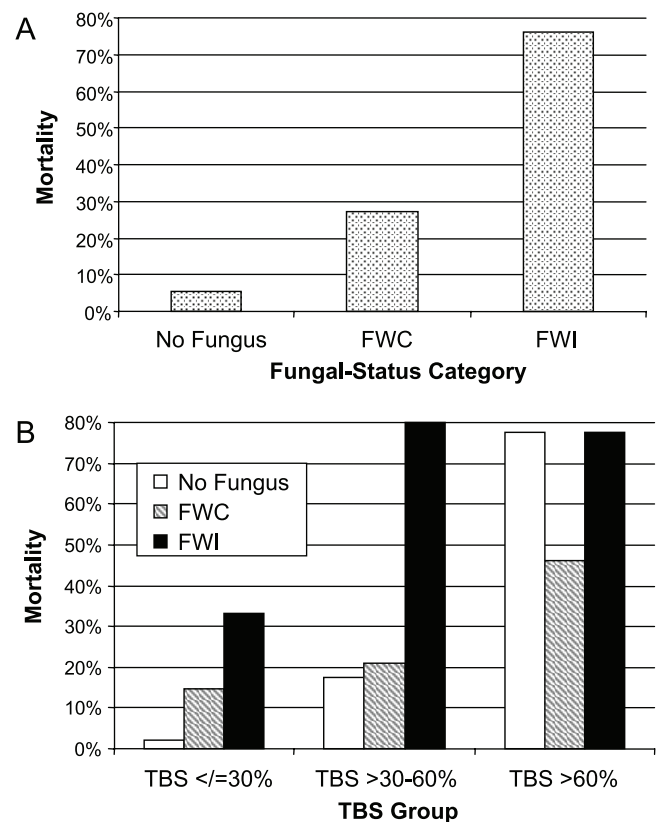 A
80%
70%
60%
50%
40%
30%
20%
10%
0%
Mortality
No Fungus FWC FWI
Fungal-Status Category
B
80%
70%
60%
50%
40%
30%
20%
10%
0%
Mortality
No Fungus
FWC
FWI
TBS </=30% TBS >30-60% TBS >60%
TBS Group